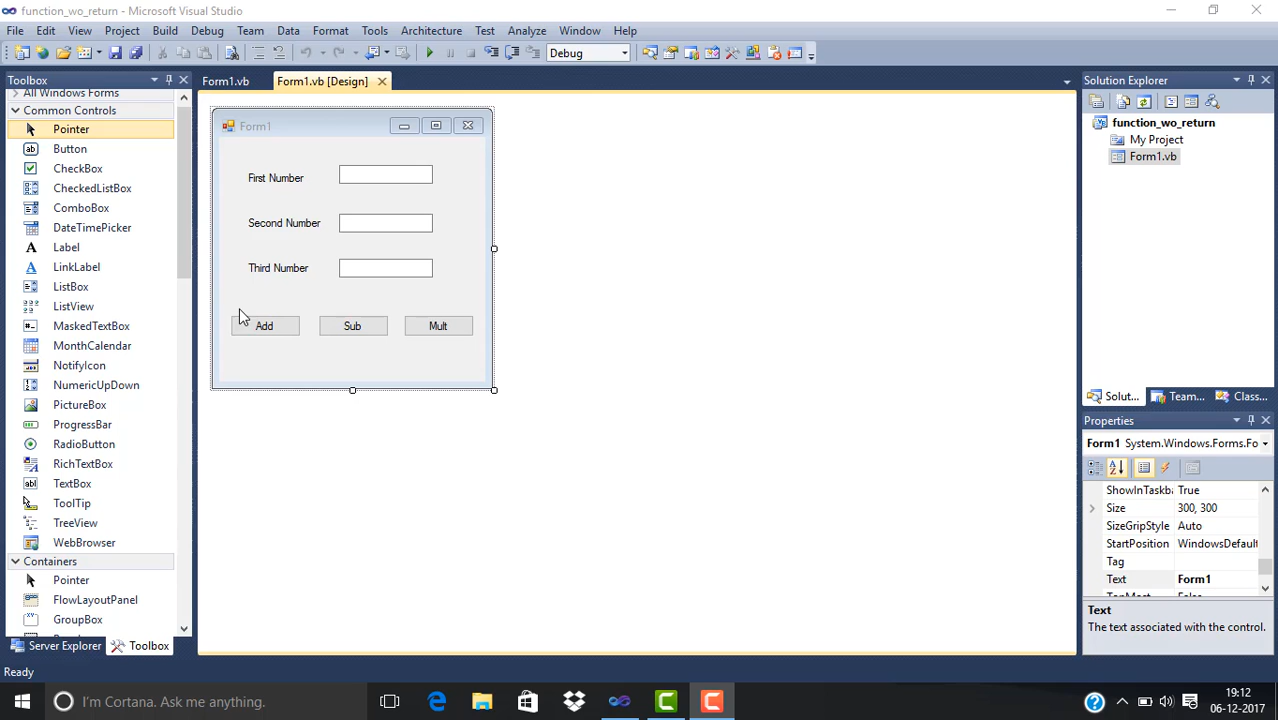 function_wo_return - Microsoft Visual Studio
File Edit View Project Build Debug Team Data Format Tools Architecture Test Analyze Window Help
Debug
Toolbox
Form1.vb Form1.vb [Design]
Solution Explorer
All Windows Forms
Common Controls
Pointer
Button
CheckBox
CheckedListBox
ComboBox
DateTimePicker
Label
LinkLabel
ListBox
ListView
MaskedTextBox
MonthCalendar
NotifyIcon
NumericUpDown
PictureBox
ProgressBar
RadioButton
RichTextBox
TextBox
ToolTip
TreeView
WebBrowser
Containers
Pointer
FlowLayoutPanel
GroupBox
Server Explorer Toolbox
Form1
First Number
Second Number
Third Number
Add Sub Mult
function_wo_return
My Project
Form1.vb
Solut... Team... Class...
Properties
Form1 System.Windows.Forms.Fo
ShowInTaskba True
Size 300, 300
SizeGripStyle Auto
StartPosition WindowsDefault
Tag
Text Form1
Text
The text associated with the control.
Ready
I'm Cortana. Ask me anything.
19:12
06-12-2017